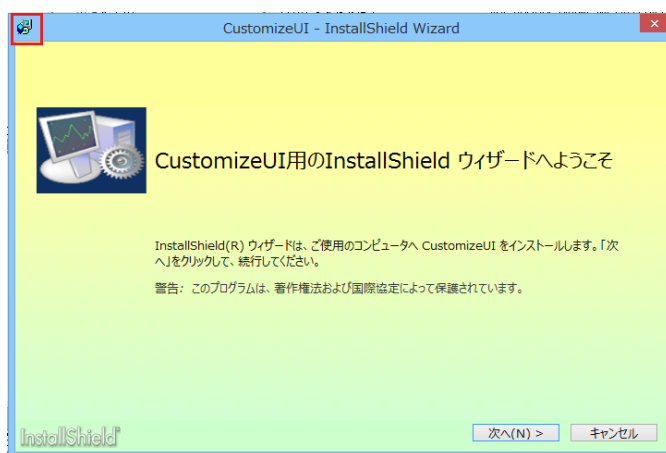 CustomizeUI - InstallShield Wizard
CustomizeUI用のInstallShield ウィザードへようこそ
InstallShield(R) ウィザードは、ご使用のコンピュータへ CustomizeUI をインストールします。「次
へ」をクリックして、続行してください。
警告: このプログラムは、著作権法および国際協定によって保護されています。
InstallShield
次へ(N) >
キャンセル